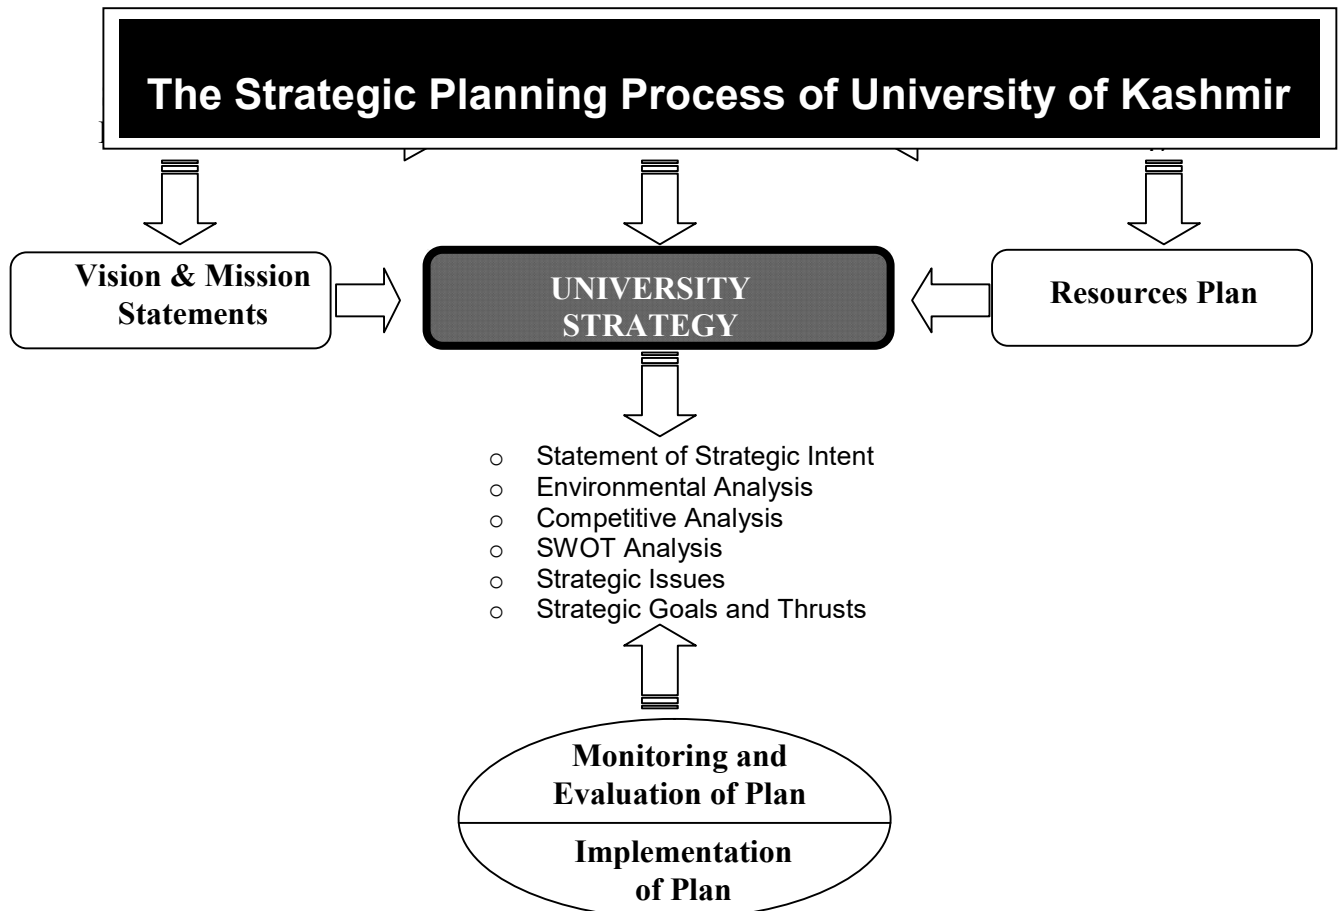 The Strategic Planning Process of University of Kashmir
Vision & Mission
Statements
UNIVERSITY
STRATEGY
Resources Plan
o Statement of Strategic Intent
o Environmental Analysis
o Competitive Analysis
o SWOT Analysis
o Strategic Issues
o Strategic Goals and Thrusts
Monitoring and
Evaluation of Plan
Implementation
of Plan